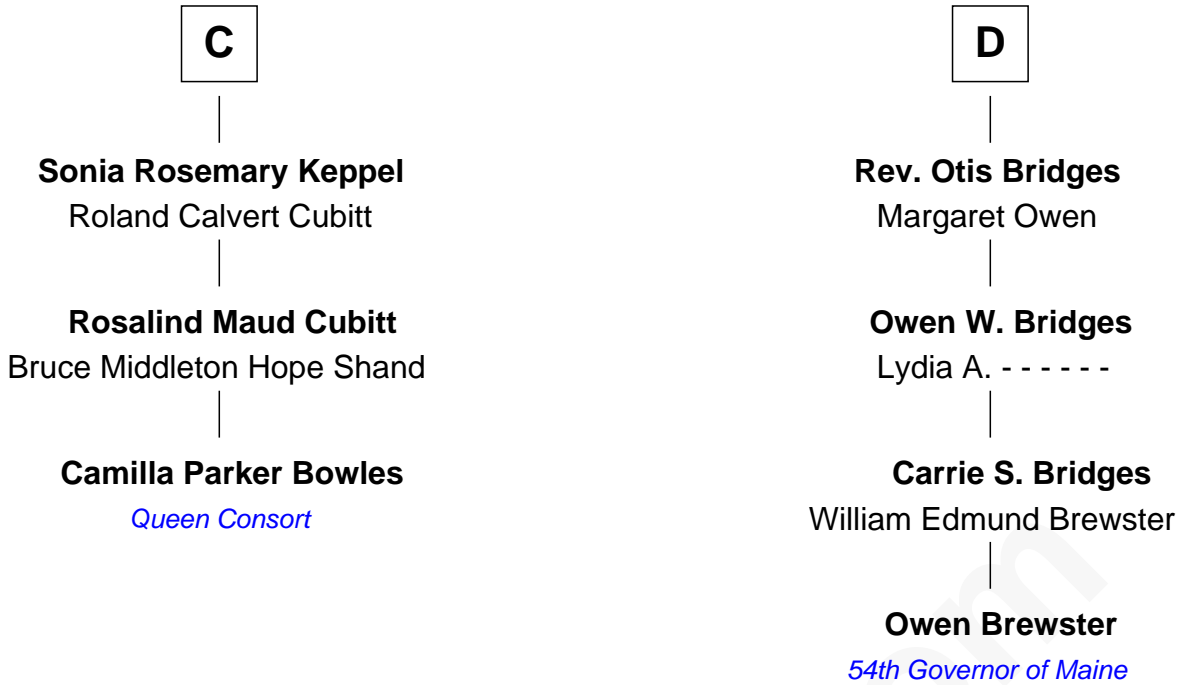 C
Sonia Rosemary Keppel
Roland Calvert Cubitt
Rosalind Maud Cubitt
Bruce Middleton Hope Shand
Camilla Parker Bowles
Queen Consort
D
Rev. Otis Bridges
Margaret Owen
Owen W. Bridges
Lydia A. - - - - - -
Carrie S. Bridges
William Edmund Brewster
Owen Brewster
54th Governor of Maine